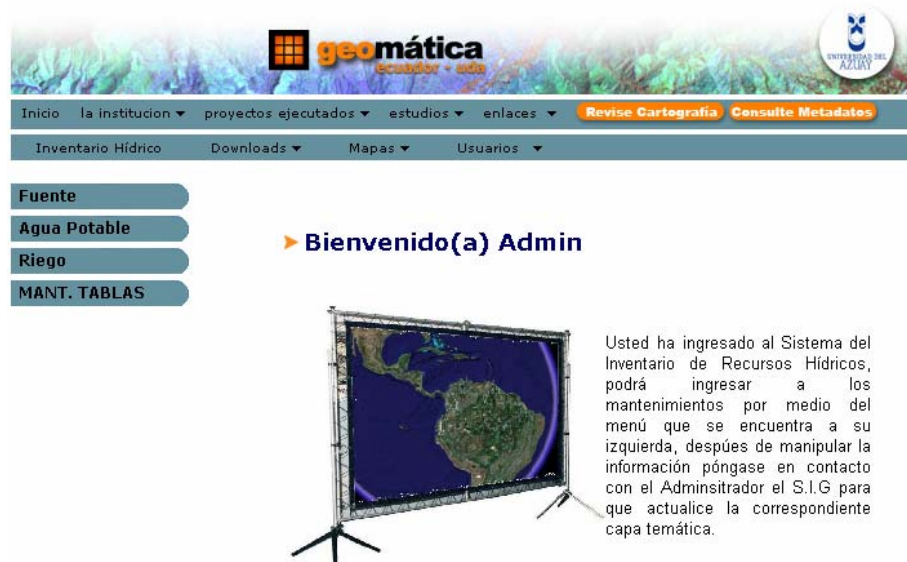 geomática
ecuador - uda
UNIVERSIDAD DEL
AZUAY
Inicio la institucion proyectos ejecutados estudios enlaces Revise Cartografía Consulte Metadatos
Inventario Hídrico Downloads Mapas Usuarios
Fuente
Agua Potable
Riego
MANT. TABLAS
Bienvenido(a) Admin
Usted ha ingresado al Sistema del
Inventario de Recursos Hídricos,
podrá ingresar a los
mantenimientos por medio del
menú que se encuentra a su
izquierda, despúes de manipular la
información póngase en contacto
con el Adminsitrador el S.I.G para
que actualice la correspondiente
capa temática.